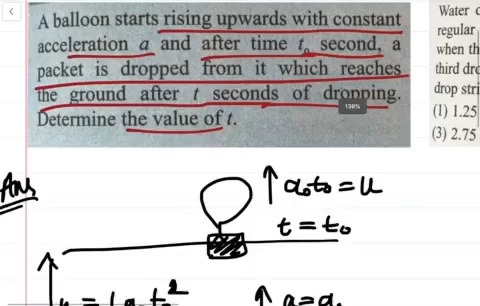 A balloon starts rising upwards with constant
acceleration a and after time t₀ second, a
packet is dropped from it which reaches
the ground after t seconds of dropping.
Determine the value of t.
138%
Water
regular
when th
third dro
drop stri
(1) 1.25
(3) 2.75
Ans
a₀t₀ = u
t = t₀
a = a₀